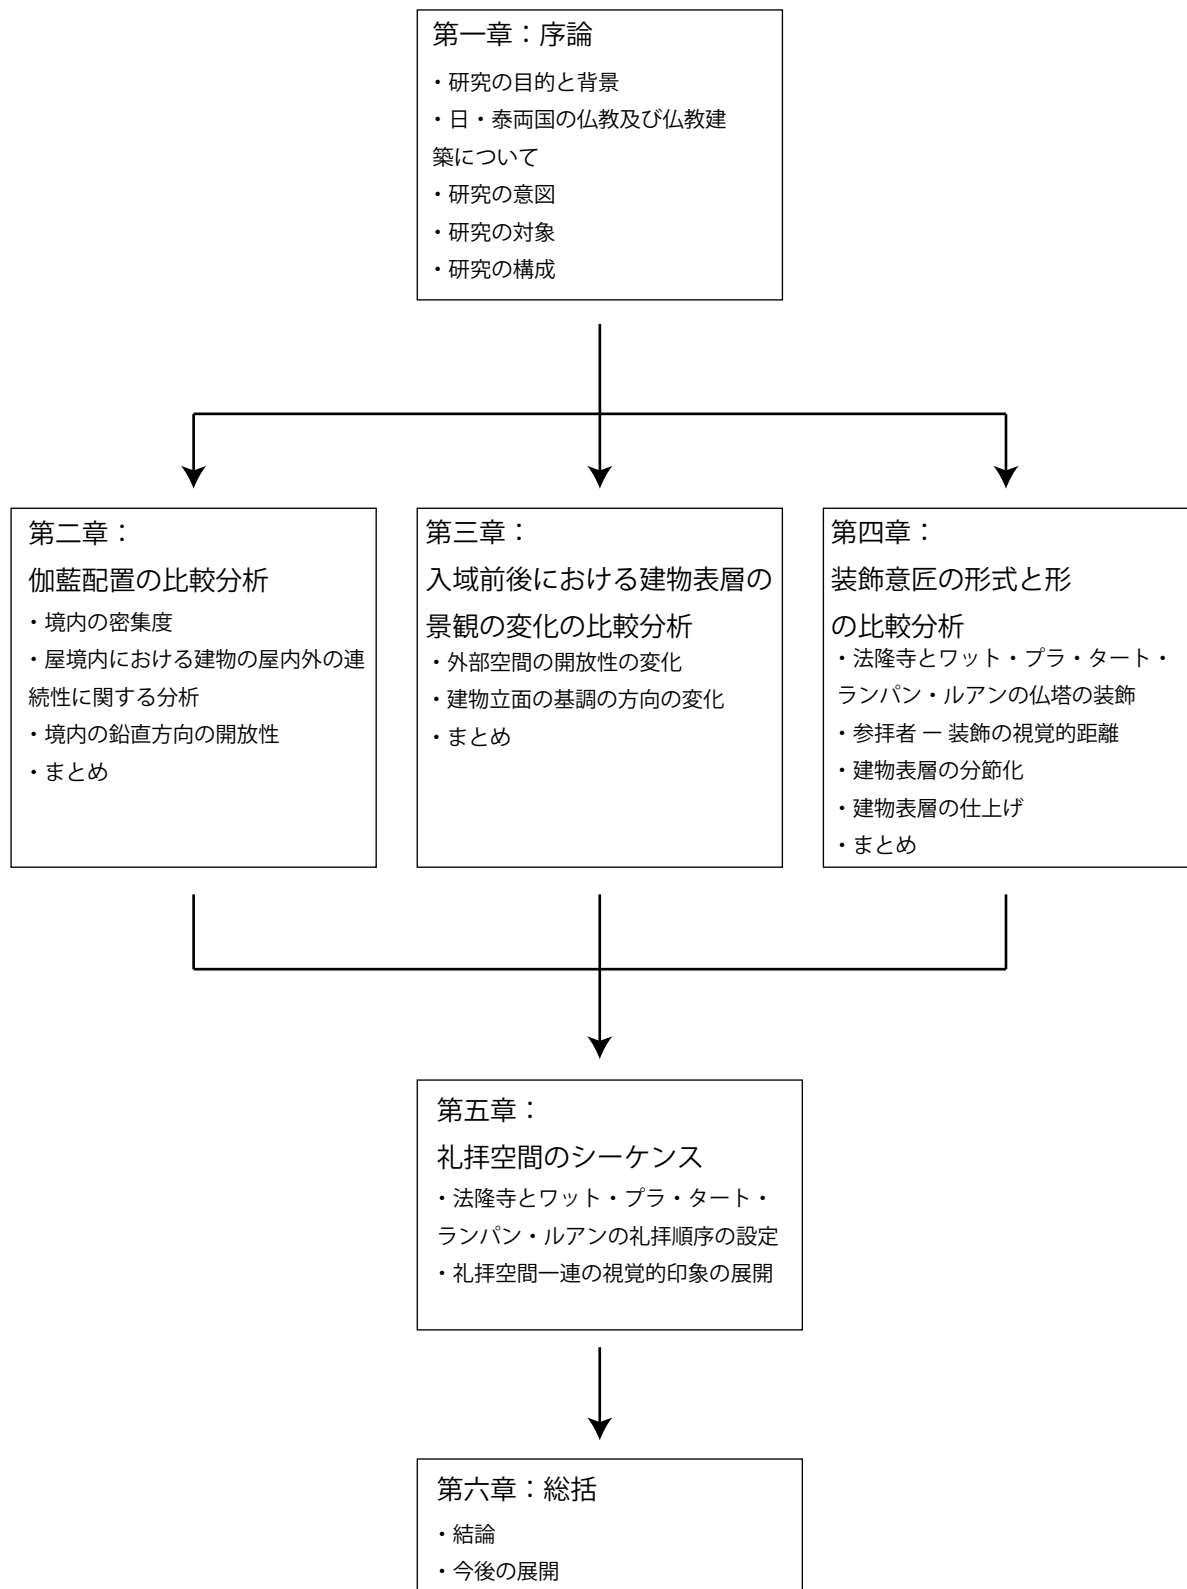 第一章：序論
・研究の目的と背景
・日・泰両国の仏教及び仏教建
築について
・研究の意図
・研究の対象
・研究の構成
第二章：
伽藍配置の比較分析
・境内の密集度
・屋境内における建物の屋内外の連
続性に関する分析
・境内の鉛直方向の開放性
・まとめ
第三章：
入域前後における建物表層の
景観の変化の比較分析
・外部空間の開放性の変化
・建物立面の基調の方向の変化
・まとめ
第四章：
装飾意匠の形式と形
の比較分析
・法隆寺とワット・プラ・タート・
ランパン・ルアンの仏塔の装飾
・参拝者 ー 装飾の視覚的距離
・建物表層の分節化
・建物表層の仕上げ
・まとめ
第五章：
礼拝空間のシーケンス
・法隆寺とワット・プラ・タート・
ランパン・ルアンの礼拝順序の設定
・礼拝空間一連の視覚的印象の展開
第六章：総括
・結論
・今後の展開